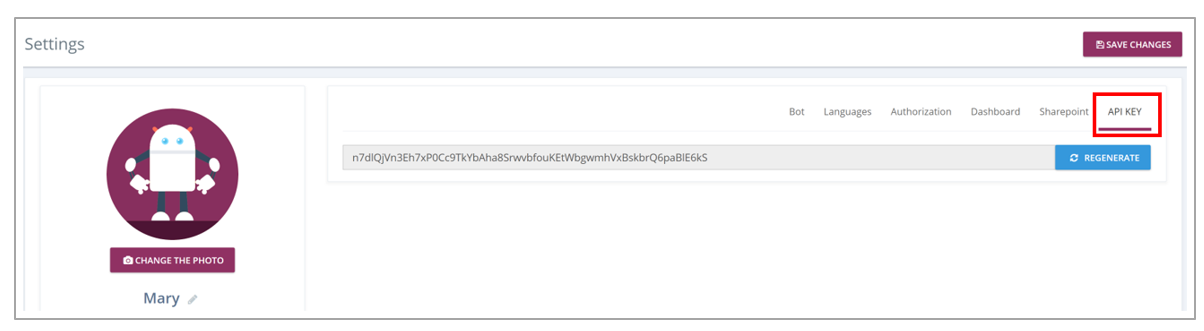 Settings
SAVE CHANGES
Bot Languages Authorization Dashboard Sharepoint API KEY
n7dlQjVn3Eh7xP0Cc9TkYbAha8SrwvbfouKEtWbgwmhVxBskbrQ6paBlE6kS
REGENERATE
CHANGE THE PHOTO
Mary